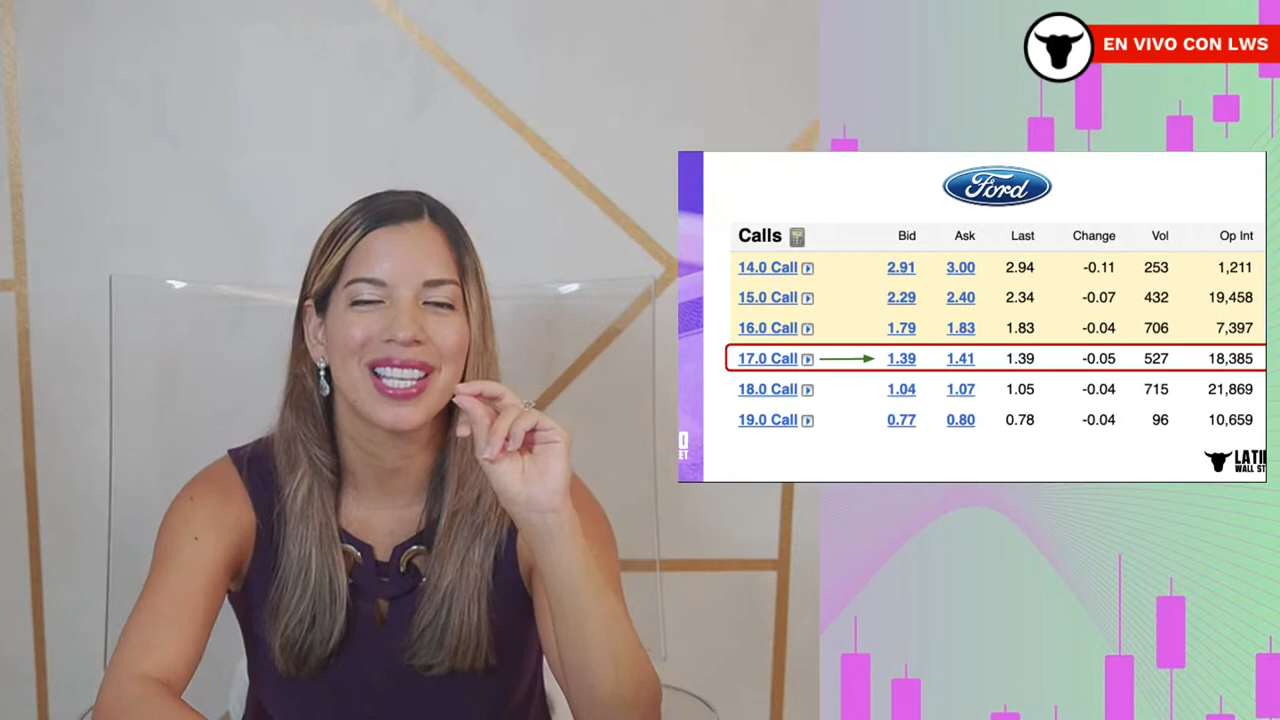 EN VIVO CON LWS
Ford
Calls Bid Ask Last Change Vol Op Int
14.0 Call 2.91 3.00 2.94 -0.11 253 1,211
15.0 Call 2.29 2.40 2.34 -0.07 432 19,458
16.0 Call 1.79 1.83 1.83 -0.04 706 7,397
17.0 Call 1.39 1.41 1.39 -0.05 527 18,385
18.0 Call 1.04 1.07 1.05 -0.04 715 21,869
19.0 Call 0.77 0.80 0.78 -0.04 96 10,659
WALL ST